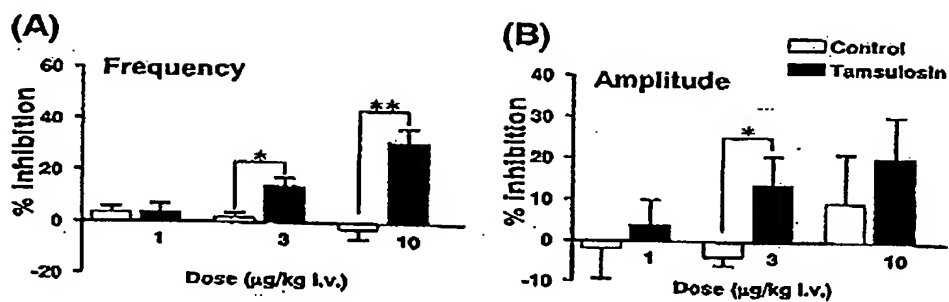 (A)
Frequency
% Inhibition
60
40
20
0
-20
*
**
1
3
10
Dose (µg/kg i.v.)
(B)
Control
Tamsulosin
Amplitude
% Inhibition
40
30
20
10
0
-10
*
1
3
10
Dose (µg/kg i.v.)